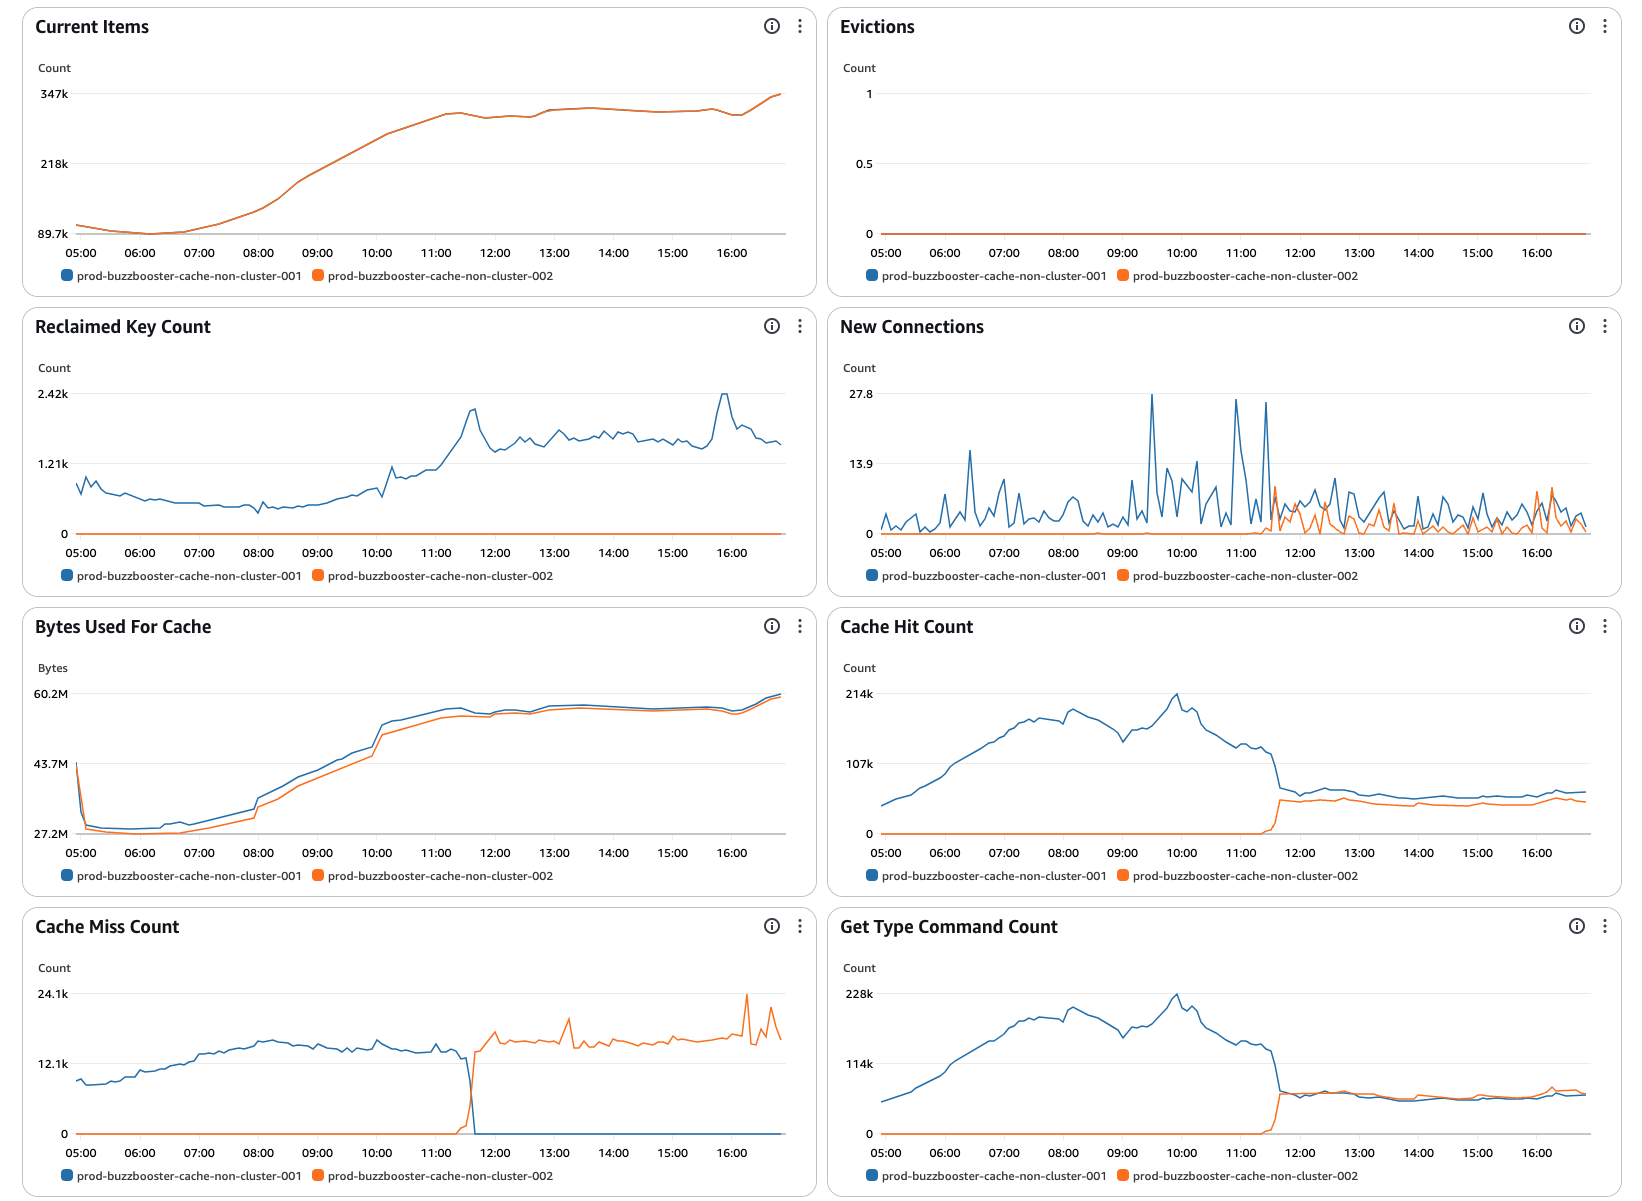 Current Items
Count
347k
218k
89.7k
05:00 06:00 07:00 08:00 09:00 10:00 11:00 12:00 13:00 14:00 15:00 16:00
prod-buzzbooster-cache-non-cluster-001 prod-buzzbooster-cache-non-cluster-002
Evictions
Count
1
0.5
0
05:00 06:00 07:00 08:00 09:00 10:00 11:00 12:00 13:00 14:00 15:00 16:00
prod-buzzbooster-cache-non-cluster-001 prod-buzzbooster-cache-non-cluster-002
Reclaimed Key Count
Count
2.42k
1.21k
0
05:00 06:00 07:00 08:00 09:00 10:00 11:00 12:00 13:00 14:00 15:00 16:00
prod-buzzbooster-cache-non-cluster-001 prod-buzzbooster-cache-non-cluster-002
New Connections
Count
27.8
13.9
0
05:00 06:00 07:00 08:00 09:00 10:00 11:00 12:00 13:00 14:00 15:00 16:00
prod-buzzbooster-cache-non-cluster-001 prod-buzzbooster-cache-non-cluster-002
Bytes Used For Cache
Bytes
60.2M
43.7M
27.2M
05:00 06:00 07:00 08:00 09:00 10:00 11:00 12:00 13:00 14:00 15:00 16:00
prod-buzzbooster-cache-non-cluster-001 prod-buzzbooster-cache-non-cluster-002
Cache Hit Count
Count
214k
107k
0
05:00 06:00 07:00 08:00 09:00 10:00 11:00 12:00 13:00 14:00 15:00 16:00
prod-buzzbooster-cache-non-cluster-001 prod-buzzbooster-cache-non-cluster-002
Cache Miss Count
Count
24.1k
12.1k
0
05:00 06:00 07:00 08:00 09:00 10:00 11:00 12:00 13:00 14:00 15:00 16:00
prod-buzzbooster-cache-non-cluster-001 prod-buzzbooster-cache-non-cluster-002
Get Type Command Count
Count
228k
114k
0
05:00 06:00 07:00 08:00 09:00 10:00 11:00 12:00 13:00 14:00 15:00 16:00
prod-buzzbooster-cache-non-cluster-001 prod-buzzbooster-cache-non-cluster-002